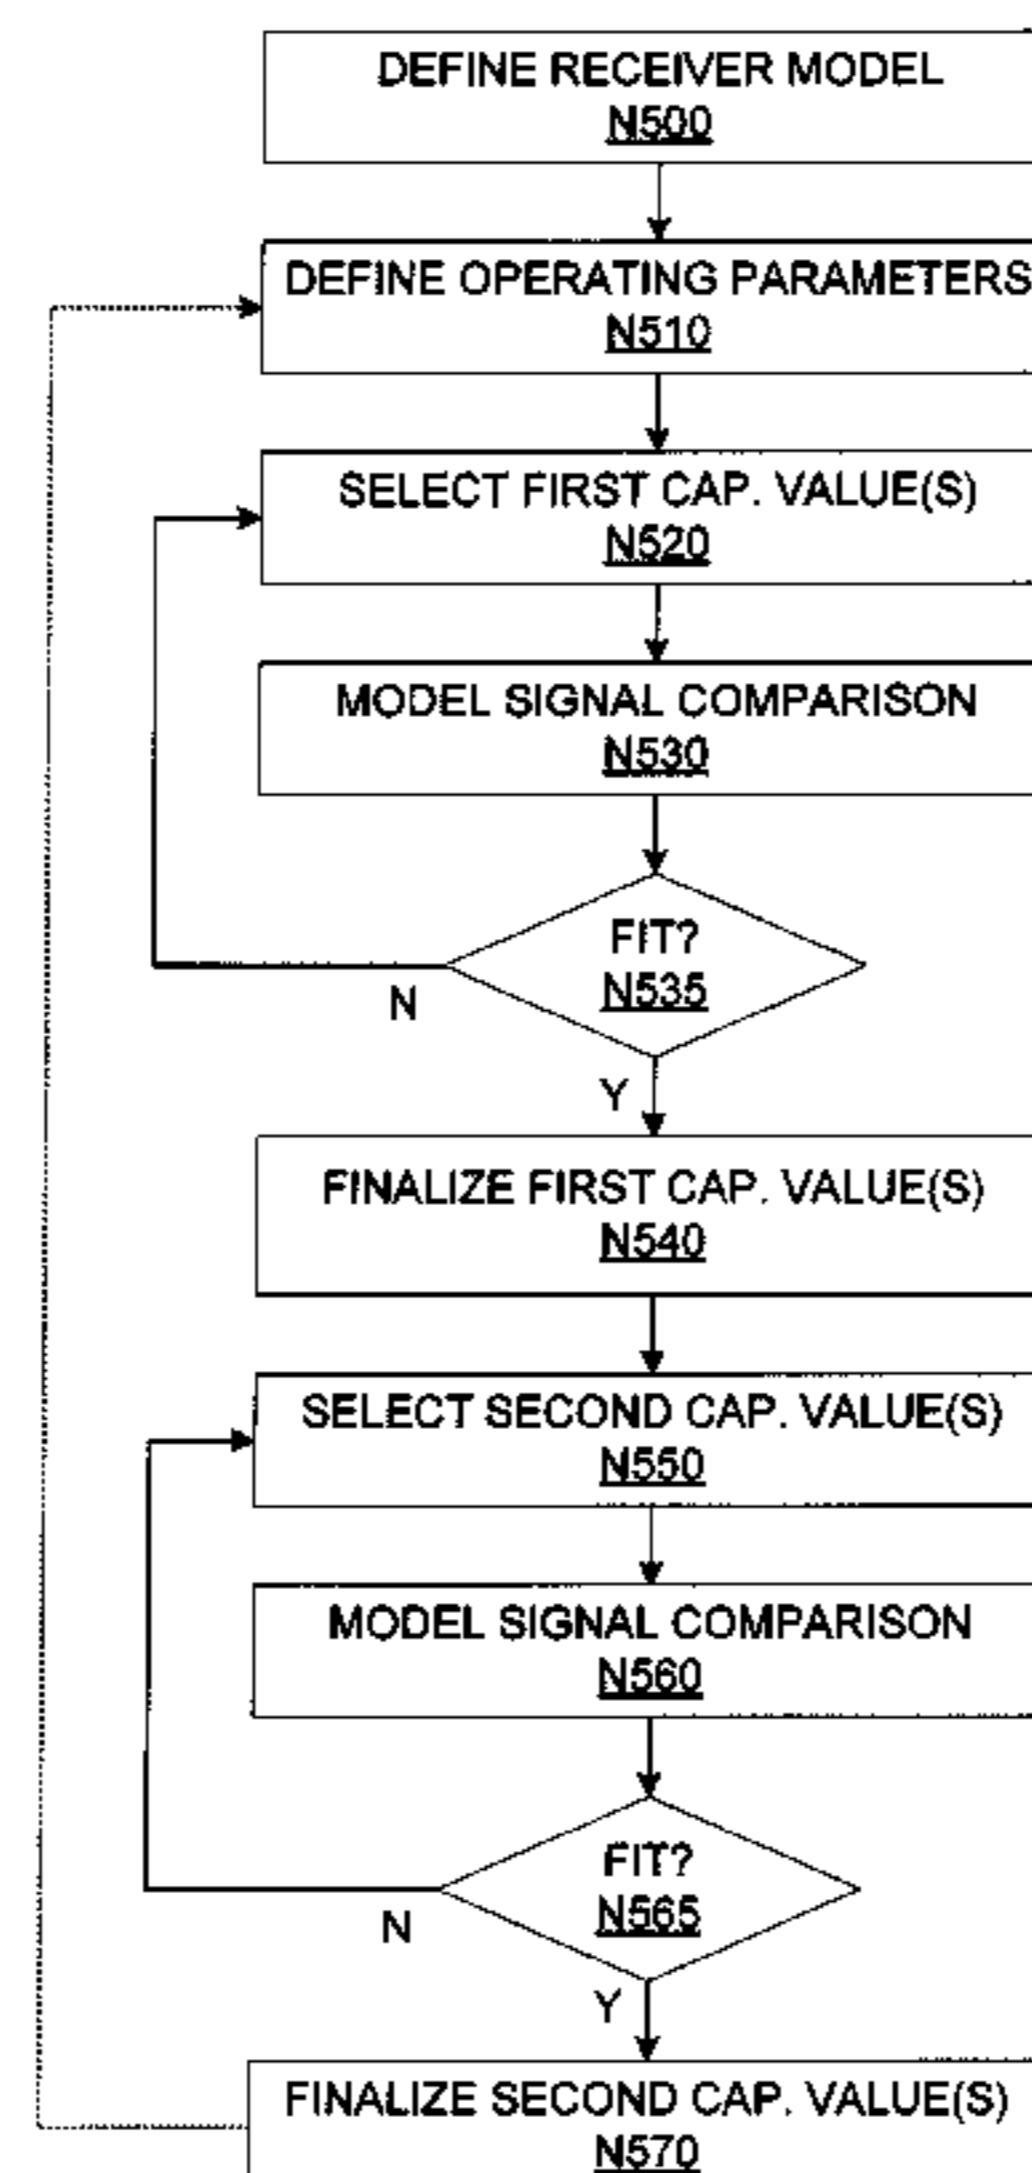 DEFINE RECEIVER MODEL
N500
DEFINE OPERATING PARAMETERS
N510
SELECT FIRST CAP. VALUE(S)
N520
MODEL SIGNAL COMPARISON
N530
FIT?
N535
N
Y
FINALIZE FIRST CAP. VALUE(S)
N540
SELECT SECOND CAP. VALUE(S)
N550
MODEL SIGNAL COMPARISON
N560
FIT?
N565
N
Y
FINALIZE SECOND CAP. VALUE(S)
N570